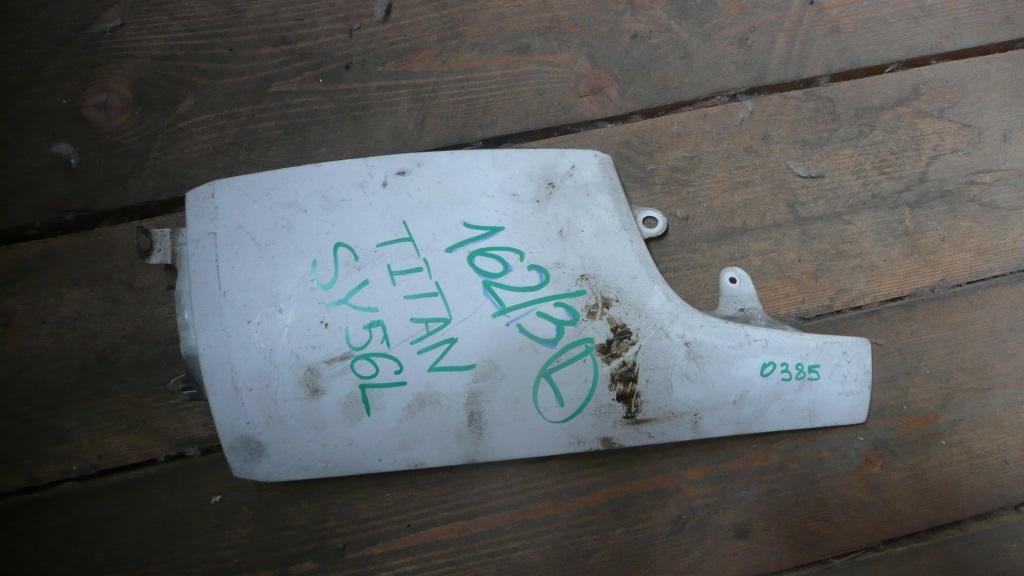 162/3 L
TITAN
SY56L
0385